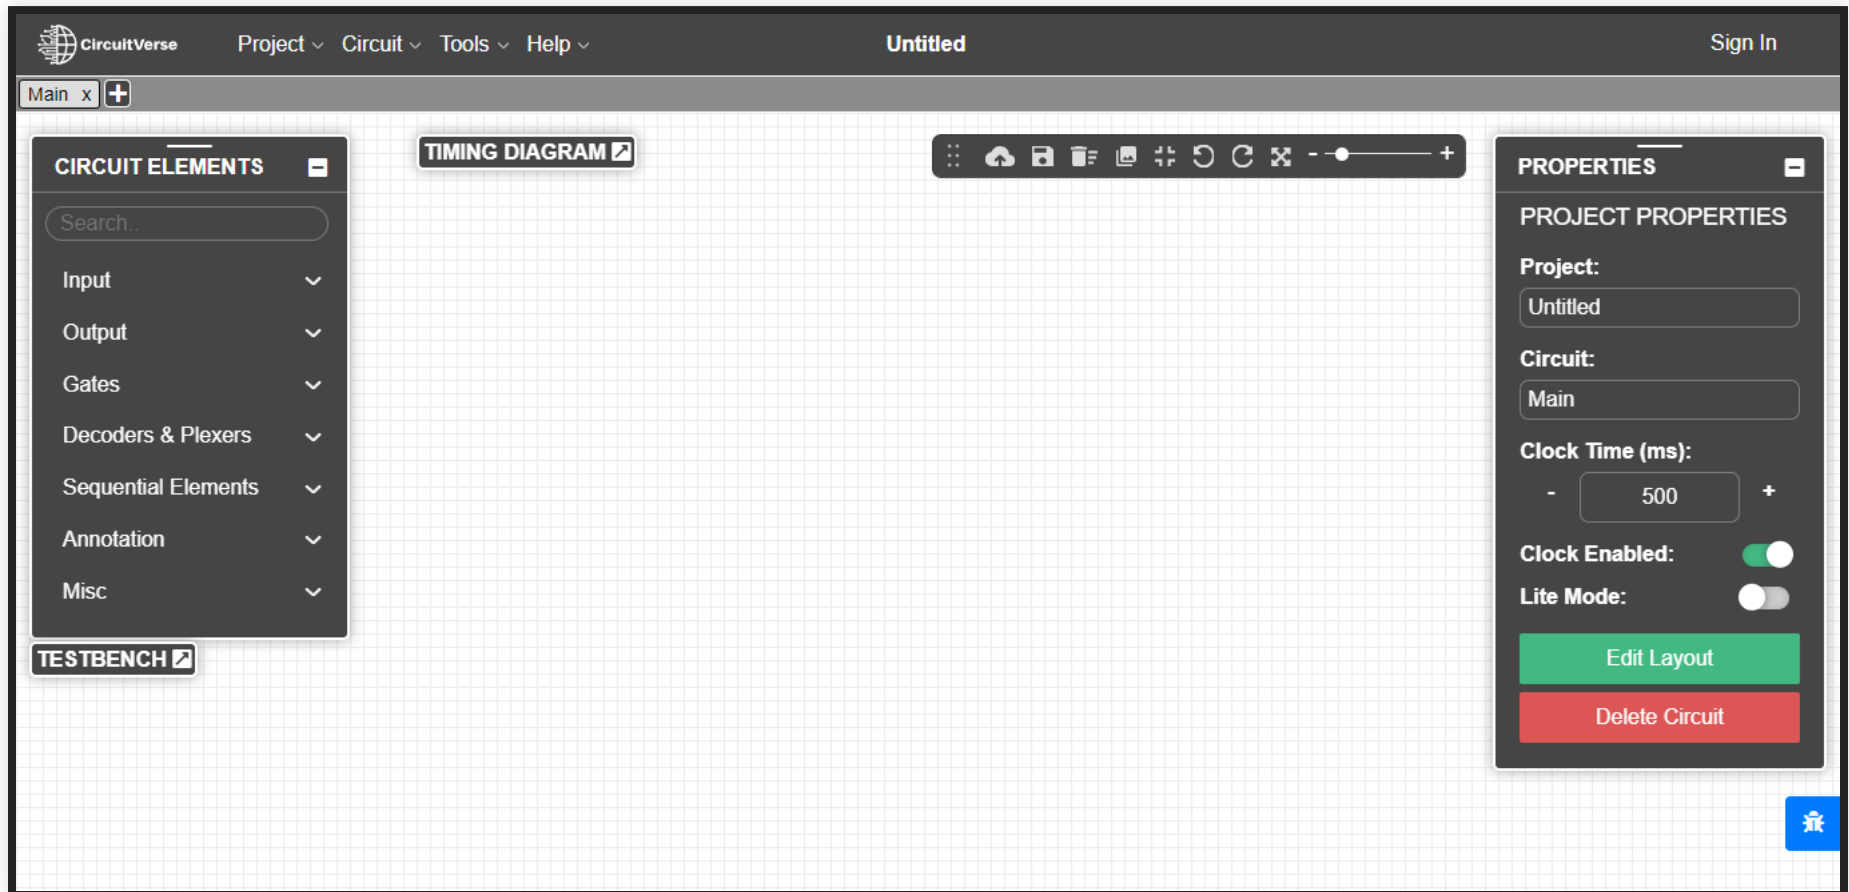 CircuitVerse Project Circuit Tools Help Untitled Sign In
Main x
CIRCUIT ELEMENTS
Search..
Input
Output
Gates
Decoders & Plexers
Sequential Elements
Annotation
Misc
TESTBENCH
TIMING DIAGRAM
- +
PROPERTIES
PROJECT PROPERTIES
Project:
Untitled
Circuit:
Main
Clock Time (ms):
- 500 +
Clock Enabled:
Lite Mode:
Edit Layout
Delete Circuit